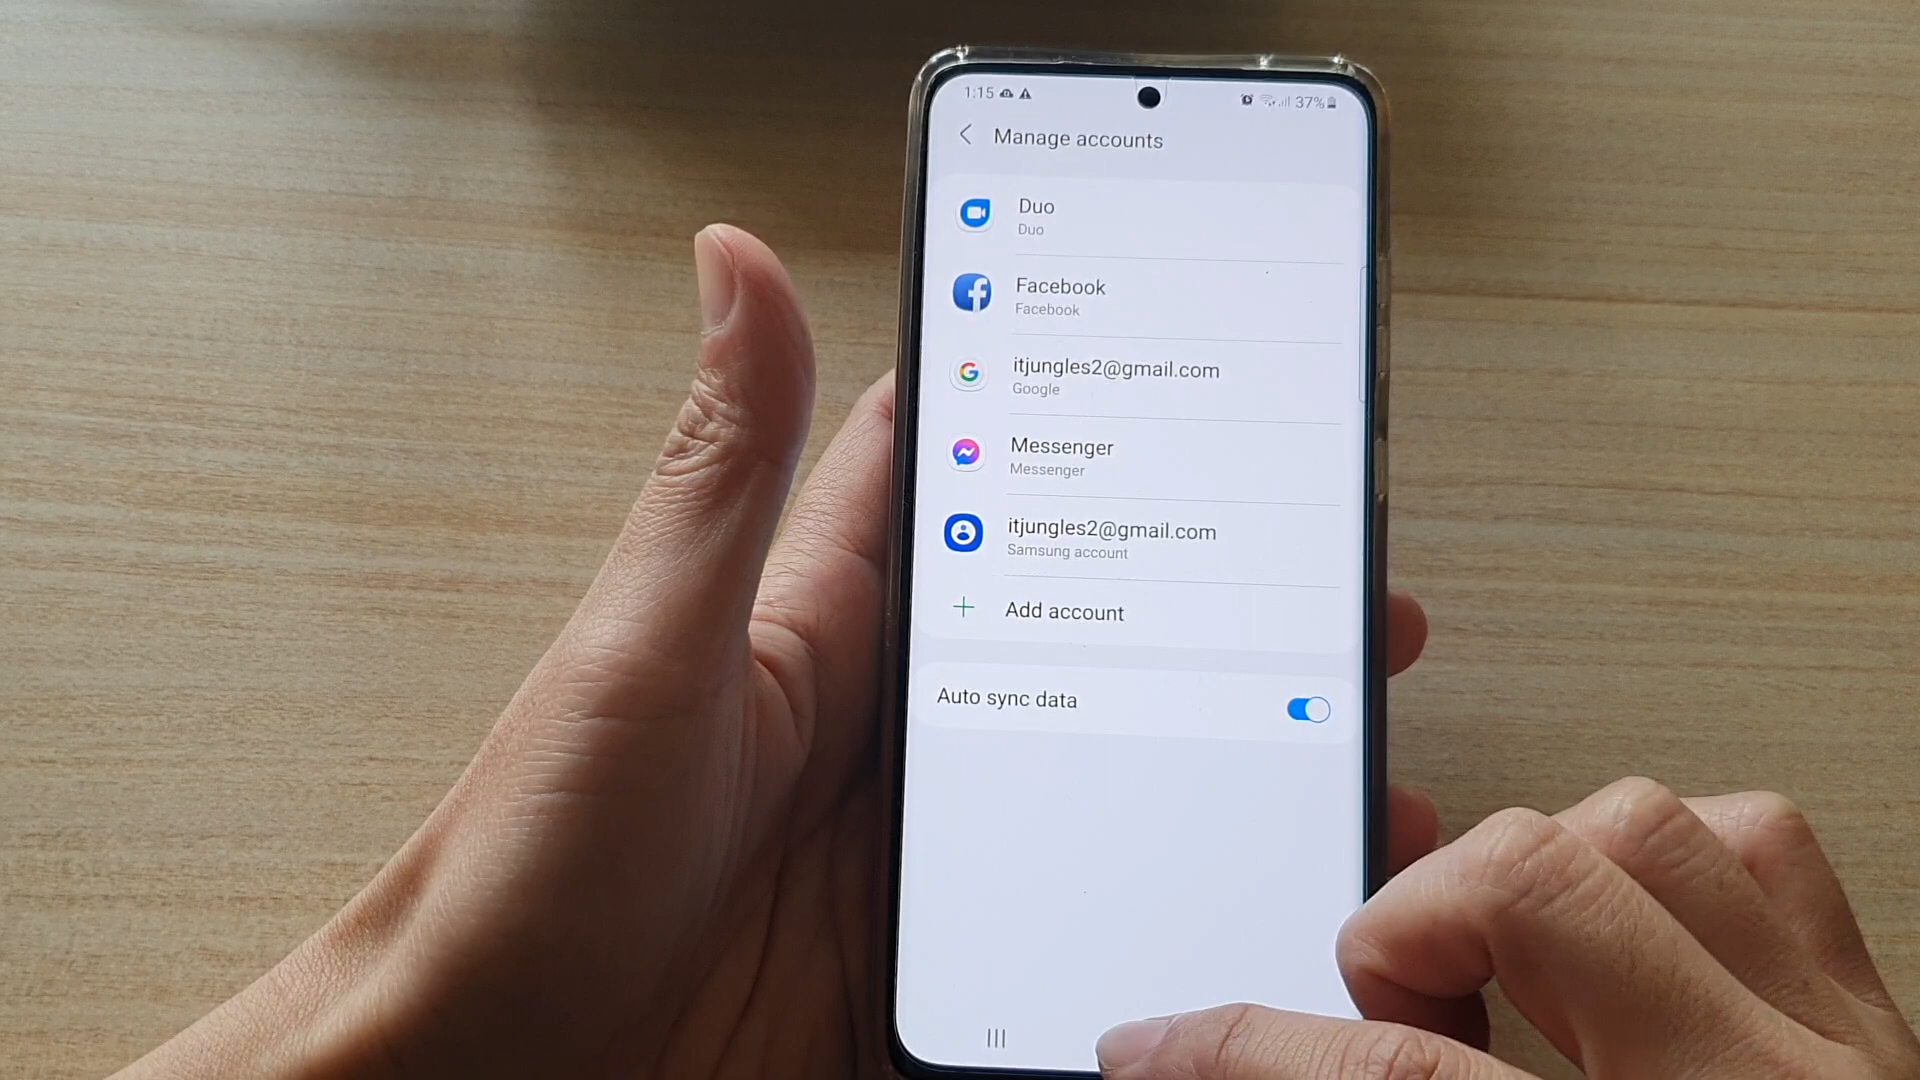 1:15 37%
Manage accounts
Duo
Duo
Facebook
Facebook
itjungles2@gmail.com
Google
Messenger
Messenger
itjungles2@gmail.com
Samsung account
Add account
Auto sync data